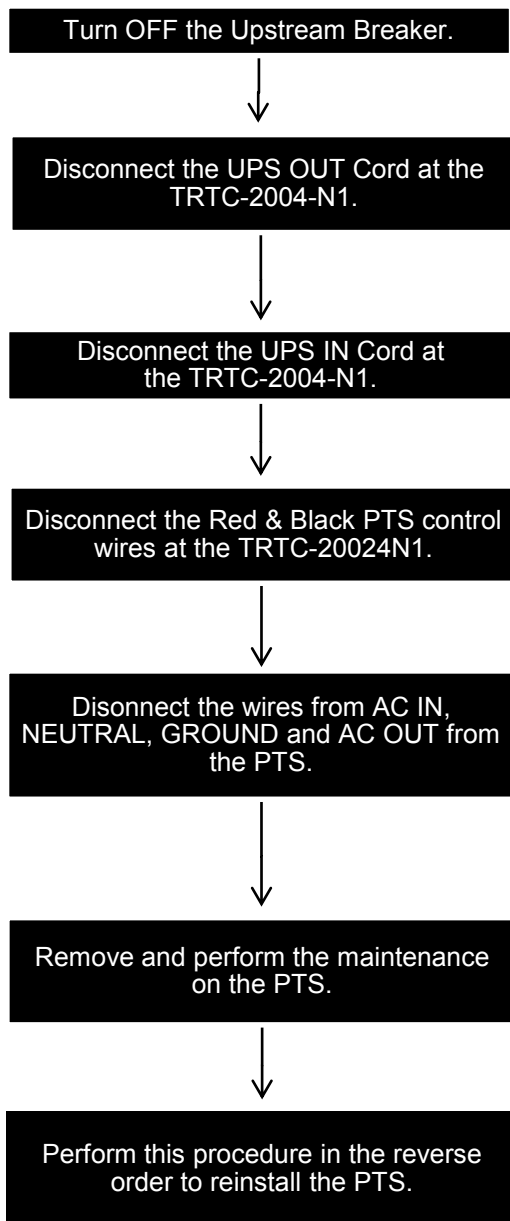 Turn OFF the Upstream Breaker.
Disconnect the UPS OUT Cord at the
TRTC-2004-N1.
Disconnect the UPS IN Cord at
the TRTC-2004-N1.
Disconnect the Red & Black PTS control
wires at the TRTC-20024N1.
Disonnect the wires from AC IN,
NEUTRAL, GROUND and AC OUT from
the PTS.
Remove and perform the maintenance
on the PTS.
Perform this procedure in the reverse
order to reinstall the PTS.